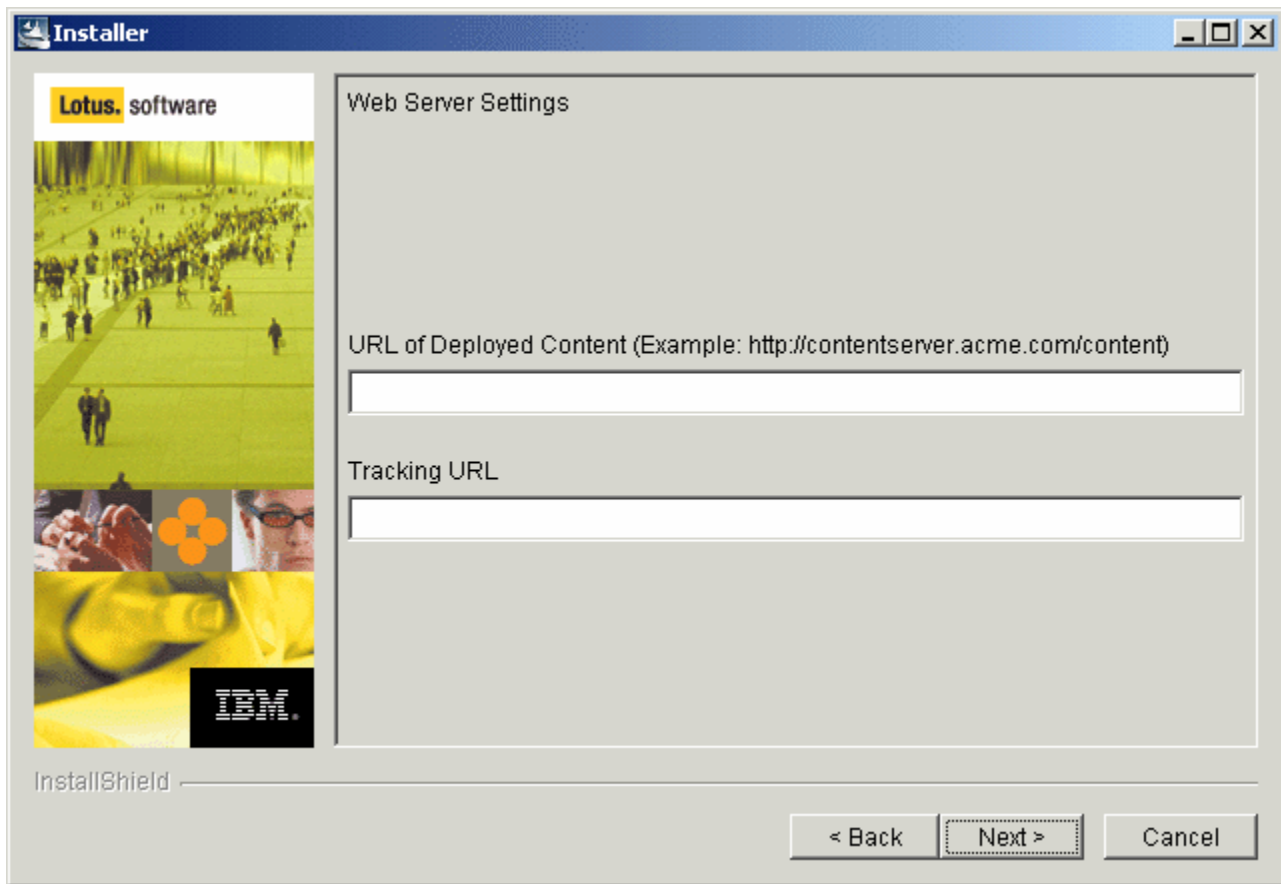 Installer
Lotus. software
Web Server Settings
URL of Deployed Content (Example: http://contentserver.acme.com/content)
Tracking URL
IBM.
InstallShield
< Back
Next >
Cancel